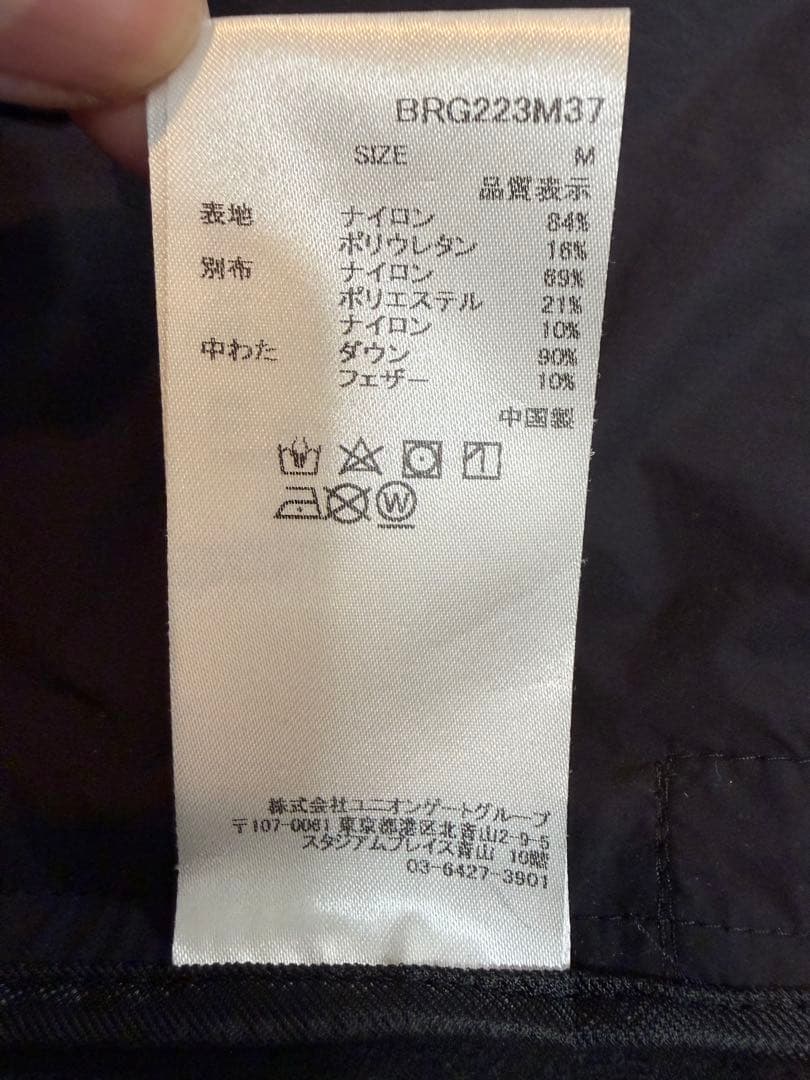 BRG223M37
SIZE M
品質表示
表地 ナイロン 84%
ポリウレタン 16%
別布 ナイロン 69%
ポリエステル 21%
ナイロン 10%
中わた ダウン 90%
フェザー 10%
中国製
W
株式会社ユニオンゲートグループ
〒107-0061 東京都港区北青山2-9-5
スタジアムプレイス青山 10階
03-6427-3901